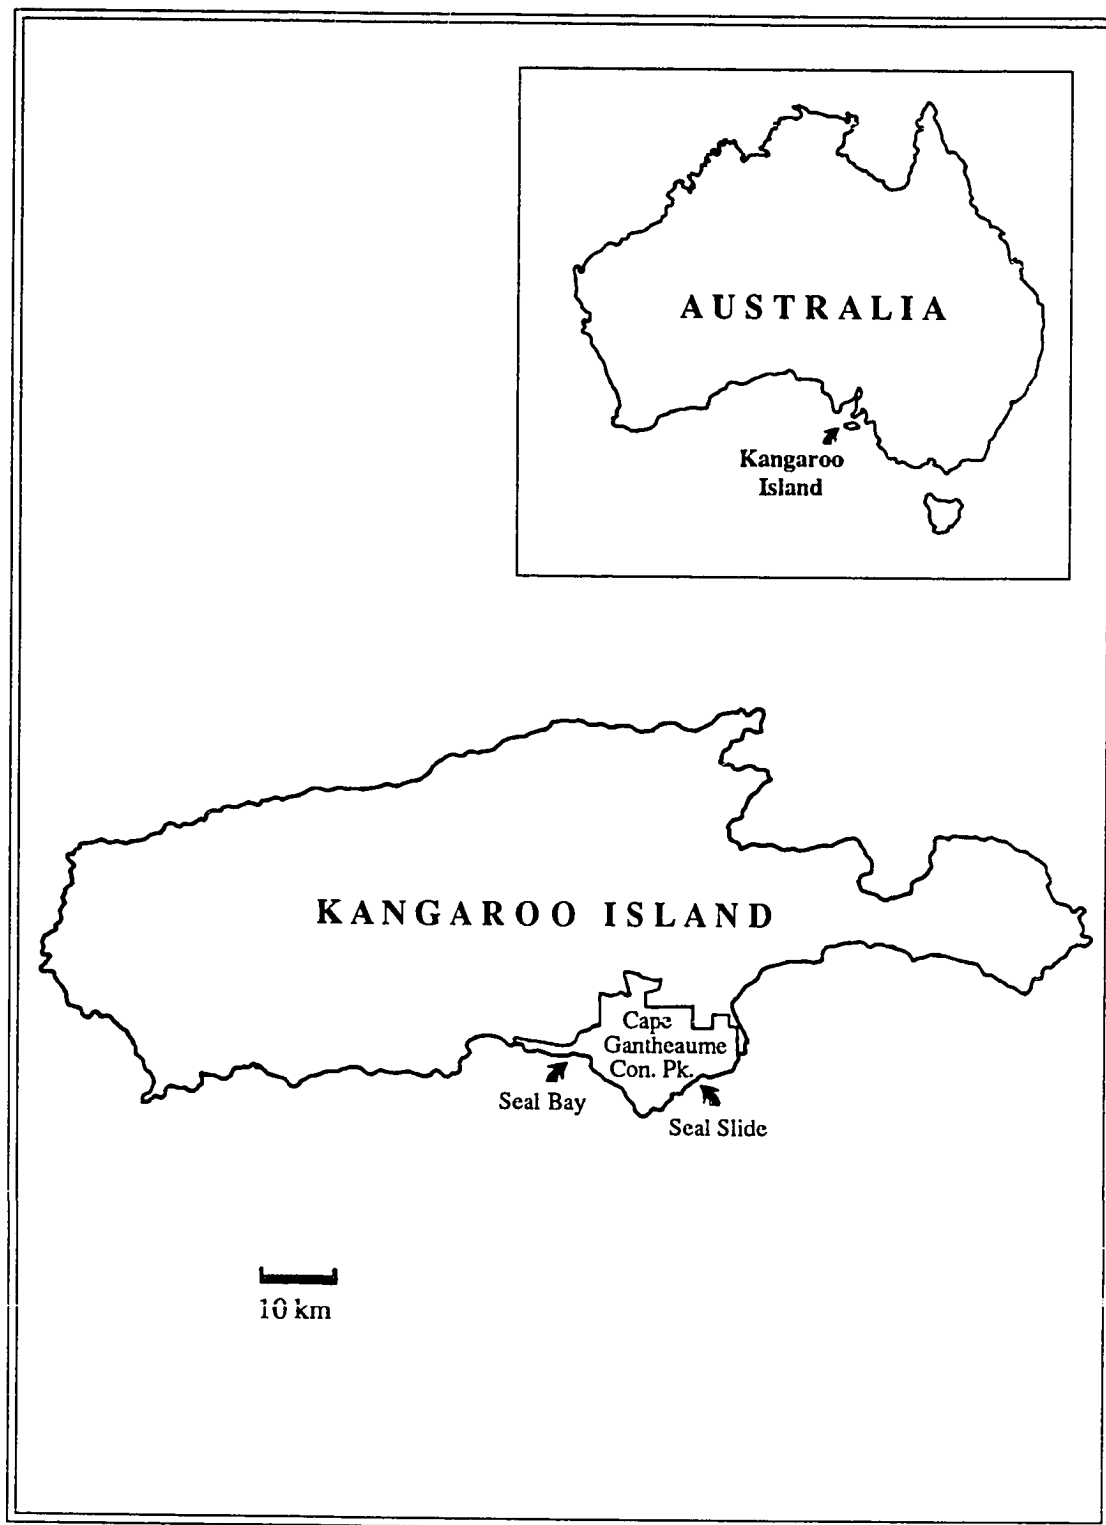 AUSTRALIA
Kangaroo
Island
KANGAROO ISLAND
Cape
Gantheaume
Con. Pk.
Seal Bay
Seal Slide
10 km